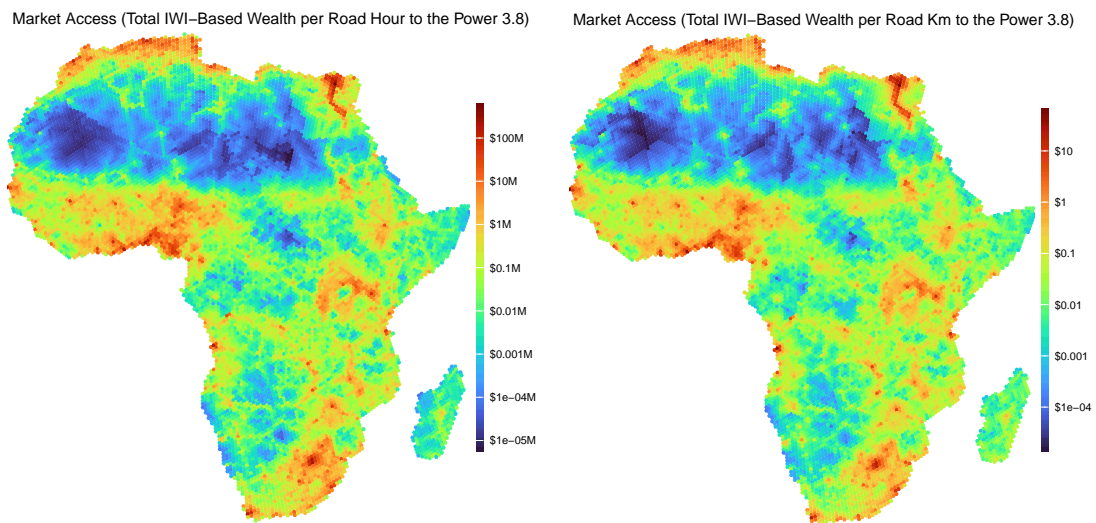 Market Access (Total IWI−Based Wealth per Road Hour to the Power 3.8)
$100M
$10M
$1M
$0.1M
$0.01M
$0.001M
$1e−04M
$1e−05M
Market Access (Total IWI−Based Wealth per Road Km to the Power 3.8)
$10
$1
$0.1
$0.01
$0.001
$1e−04